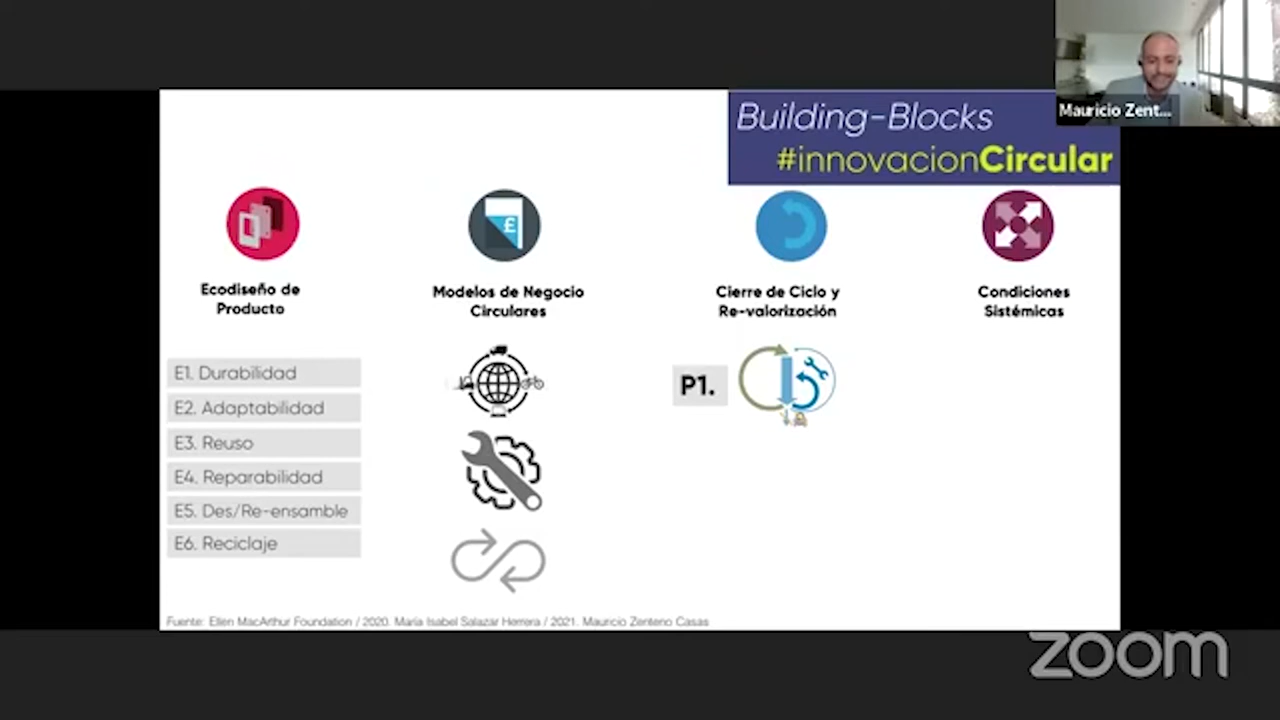 Mauricio Zent...
Building-Blocks
#innovacionCircular
£
Ecodiseño de
Producto
Modelos de Negocio
Circulares
Cierre de Ciclo y
Re-valorización
Condiciones
Sistémicas
E1. Durabilidad
E2. Adaptabilidad
E3. Reuso
E4. Reparabilidad
E5. Des/Re-ensamble
E6. Reciclaje
P1.
Fuente: Ellen MacArthur Foundation / 2020. María Isabel Salazar Herrera / 2021. Mauricio Zenteno Casas
zoom